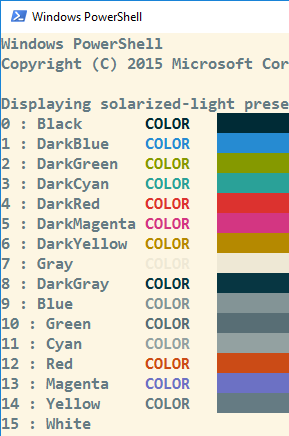 Windows PowerShell
Windows PowerShell
Copyright (C) 2015 Microsoft Cor
Displaying solarized-light prese
0 : Black COLOR
1 : DarkBlue COLOR
2 : DarkGreen COLOR
3 : DarkCyan COLOR
4 : DarkRed COLOR
5 : DarkMagenta COLOR
6 : DarkYellow COLOR
7 : Gray COLOR
8 : DarkGray COLOR
9 : Blue COLOR
10 : Green COLOR
11 : Cyan COLOR
12 : Red COLOR
13 : Magenta COLOR
14 : Yellow COLOR
15 : White